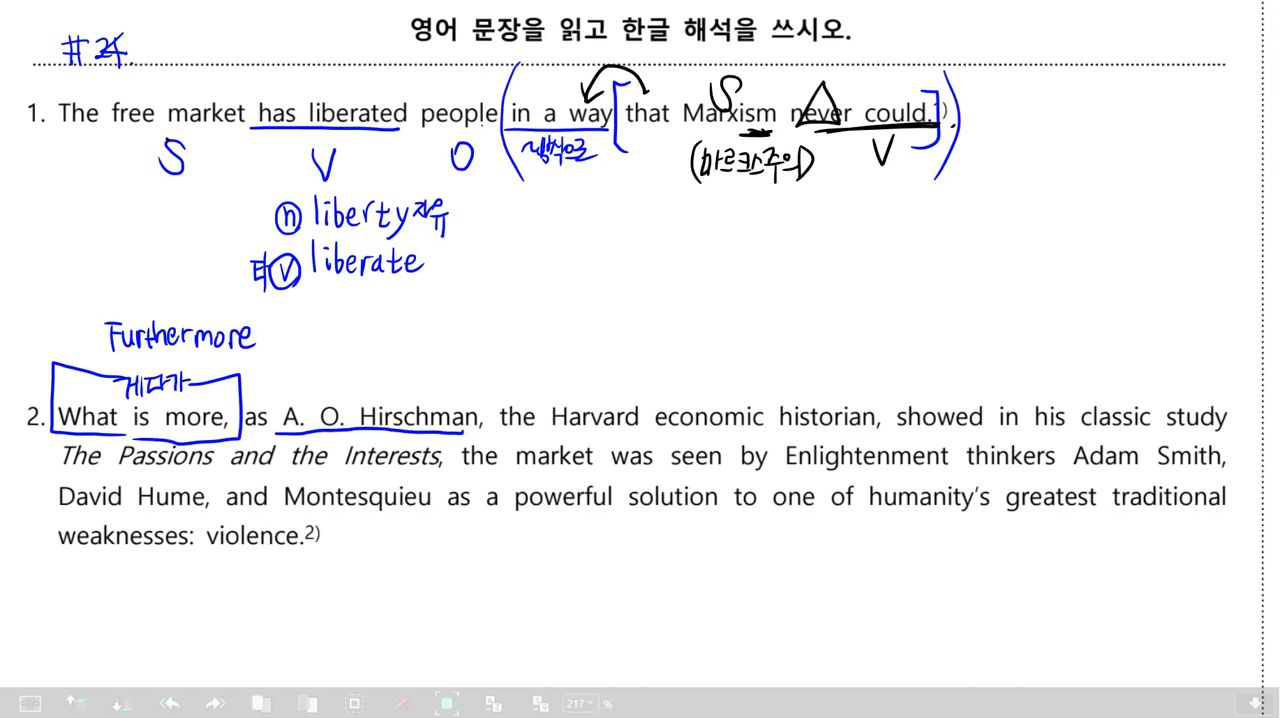 영어 문장을 읽고 한글 해석을 쓰시오.
#24.
1. The free market has liberated people in a way that Marxism never could.1)
S V O ~방식으로 (마르크스주의) S V
ⓝ liberty 자유
타ⓥ liberate
Furthermore
게다가
2. What is more, as A. O. Hirschman, the Harvard economic historian, showed in his classic study
The Passions and the Interests, the market was seen by Enlightenment thinkers Adam Smith,
David Hume, and Montesquieu as a powerful solution to one of humanity's greatest traditional
weaknesses: violence.2)
217 %